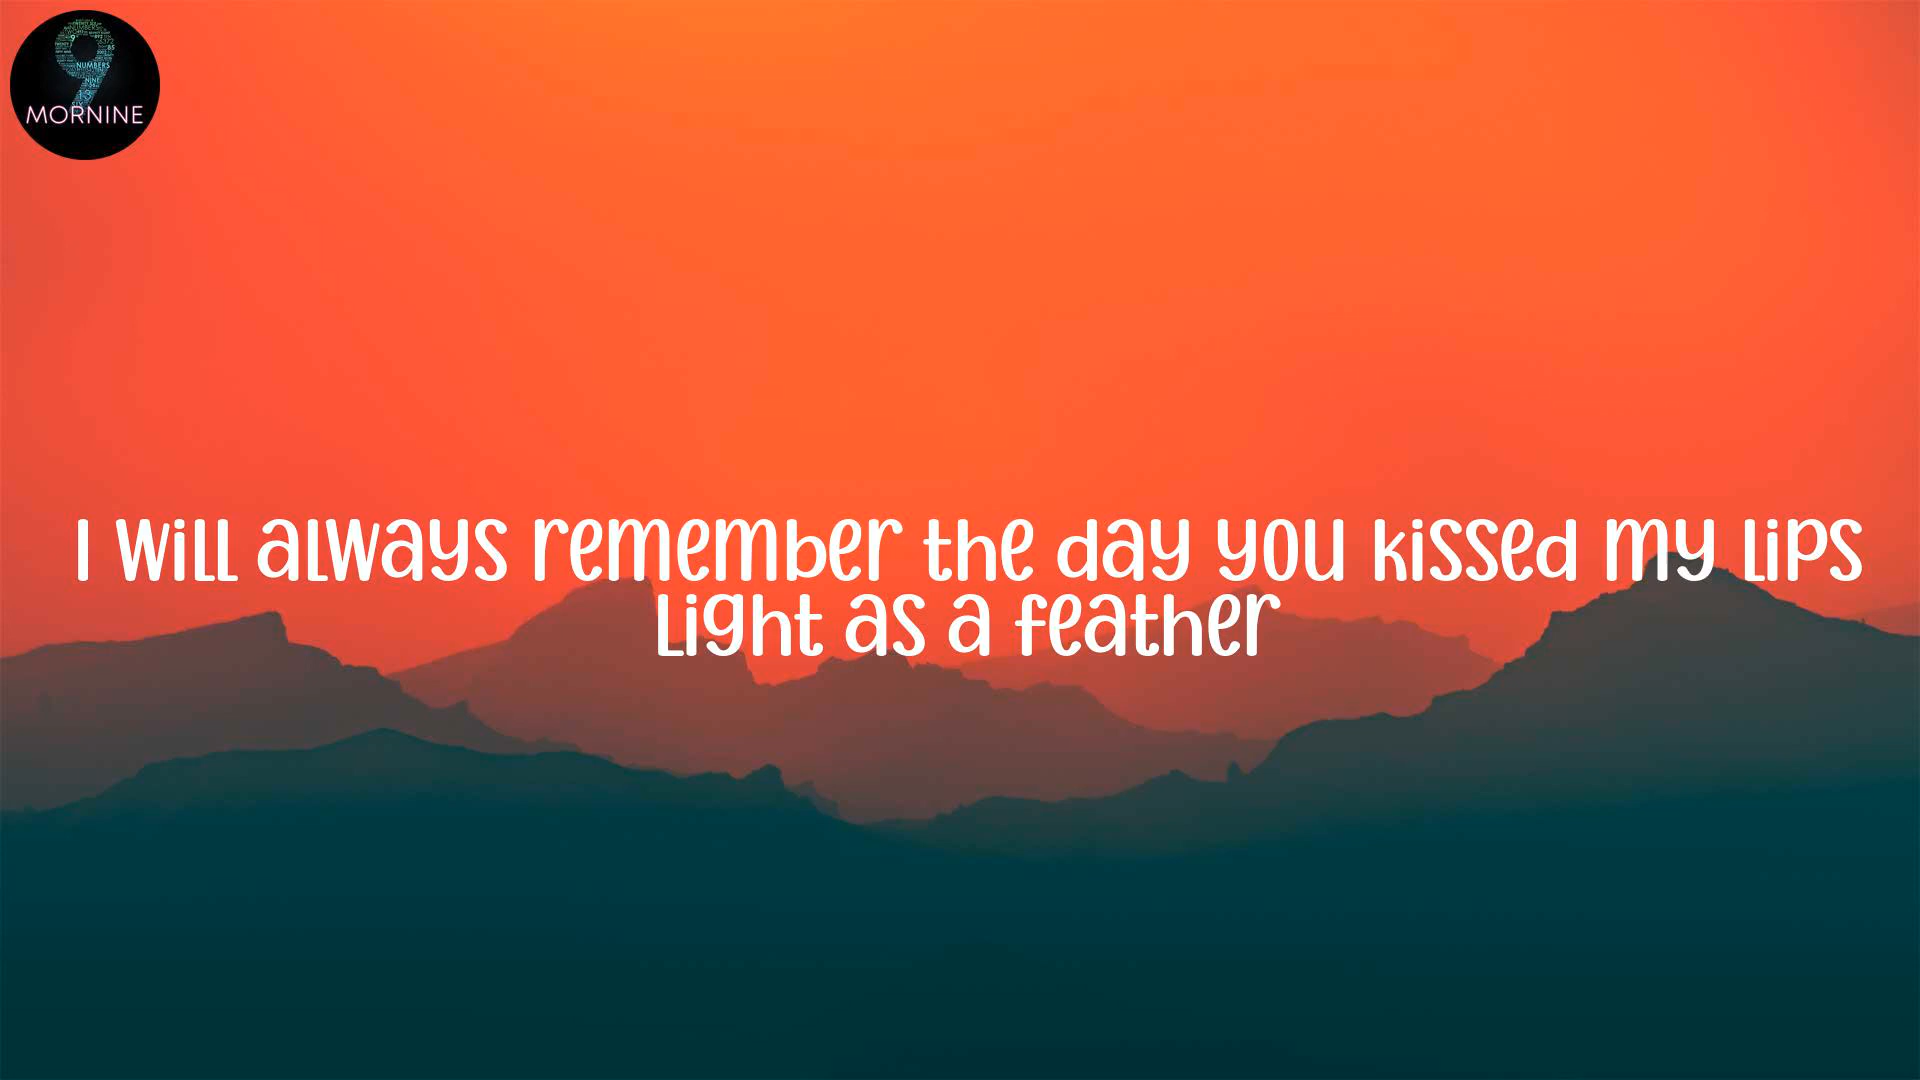 MORNINE
I will always remember the day you kissed my lips
Light as a feather